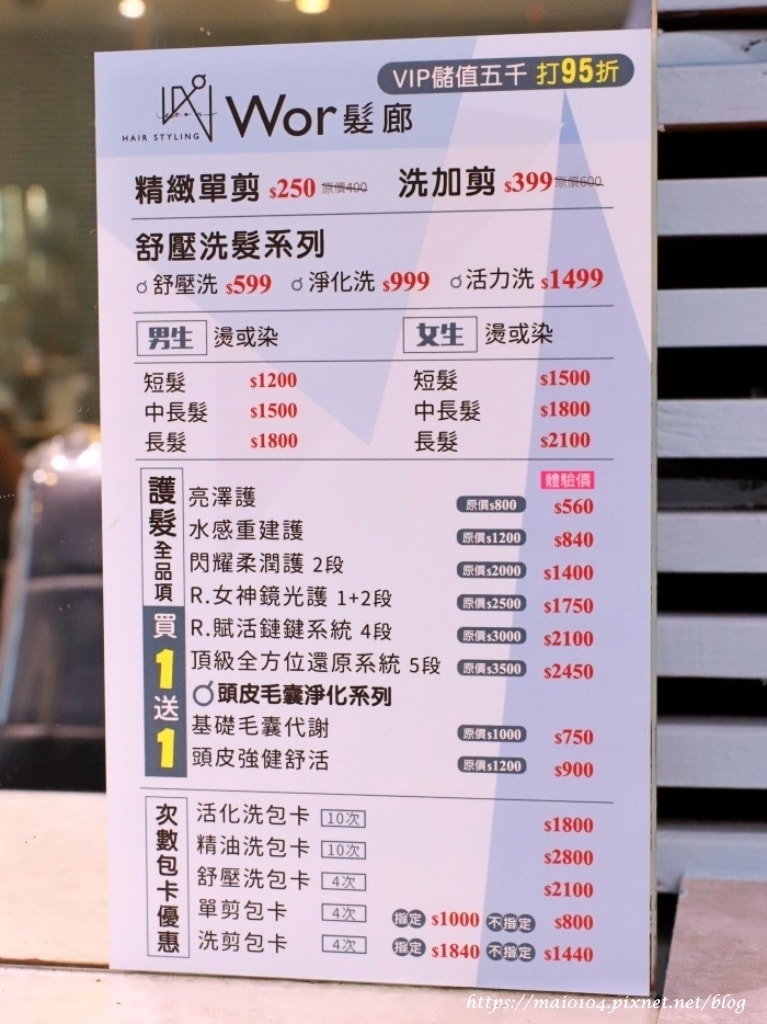 VIP儲值五千 打95折
HAIR STYLING
Wor髮廊
精緻單剪 $250 原價400 洗加剪 $399 原價600
舒壓洗髮系列
舒壓洗 $599 淨化洗 $999 活力洗 $1499
男生 燙或染 女生 燙或染
短髮 $1200 短髮 $1500
中長髮 $1500 中長髮 $1800
長髮 $1800 長髮 $2100
護髮全品項買1送1
體驗價
亮澤護 原價$800 $560
水感重建護 原價$1200 $840
閃耀柔潤護 2段 原價$2000 $1400
R.女神鏡光護 1+2段 原價$2500 $1750
R.賦活鏈鍵系統 4段 原價$3000 $2100
頂級全方位還原系統 5段 原價$3500 $2450
頭皮毛囊淨化系列
基礎毛囊代謝 原價$1000 $750
頭皮強健舒活 原價$1200 $900
次數包卡優惠
活化洗包卡 10次 $1800
精油洗包卡 10次 $2800
舒壓洗包卡 4次 $2100
單剪包卡 4次 指定 $1000 不指定 $800
洗剪包卡 4次 指定 $1840 不指定 $1440
https://maio104.pixnet.net/blog